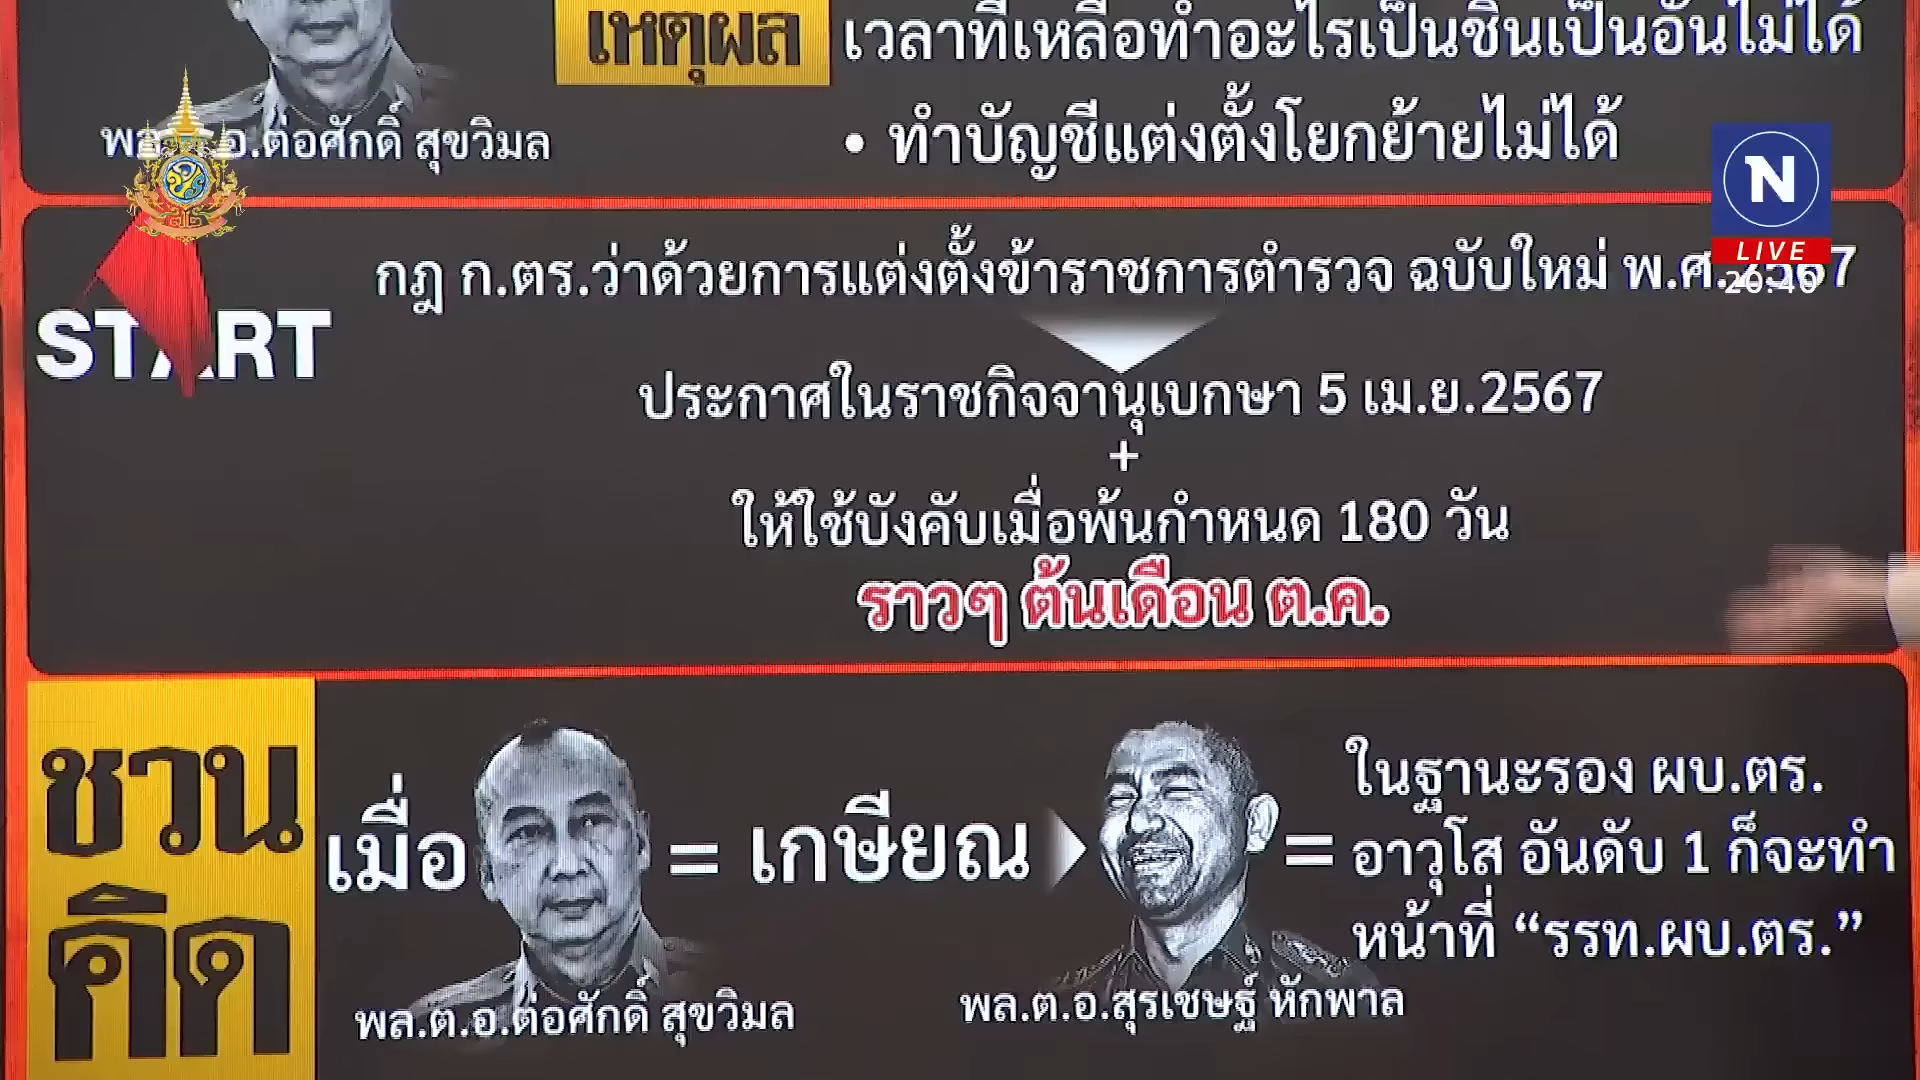 เหตุผล
เวลาที่เหลือทำอะไรเป็นชิ้นเป็นอันไม่ได้
• ทำบัญชีแต่งตั้งโยกย้ายไม่ได้
อ.ต่อศักดิ์ สุขวิมล
N
LIVE
20:40
START
กฎ ก.ตร.ว่าด้วยการแต่งตั้งข้าราชการตำรวจ ฉบับใหม่ พ.ศ.2567
ประกาศในราชกิจจานุเบกษา 5 เม.ย.2567
+
ให้ใช้บังคับเมื่อพ้นกำหนด 180 วัน
ราวๆ ต้นเดือน ต.ค.
ชวน
คิด
เมื่อ = เกษียณ =
ในฐานะรอง ผบ.ตร.
อาวุโส อันดับ 1 ก็จะทำ
หน้าที่ “รรท.ผบ.ตร.”
พล.ต.อ.ต่อศักดิ์ สุขวิมล
พล.ต.อ.สุรเชษฐ์ หักพาล